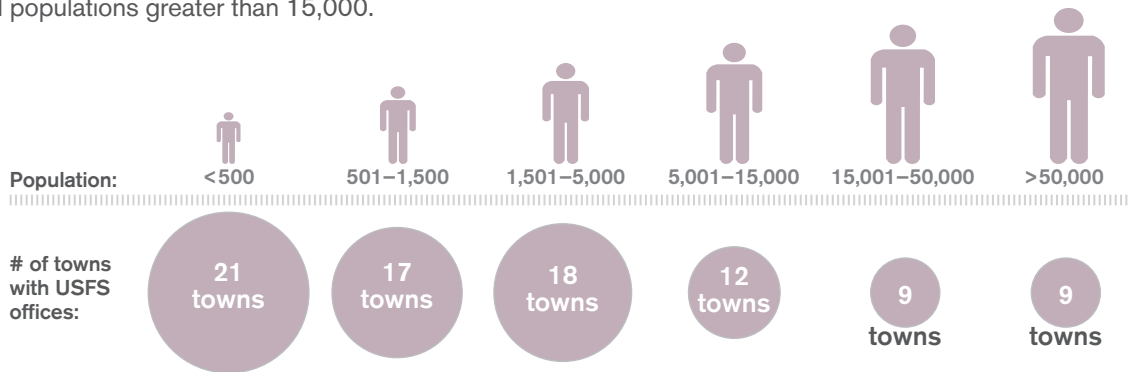 populations greater than 15,000.
Population:
<500
501–1,500
1,501–5,000
5,001–15,000
15,001–50,000
>50,000
# of towns
with USFS
offices:
21
towns
17
towns
18
towns
12
towns
9
towns
9
towns